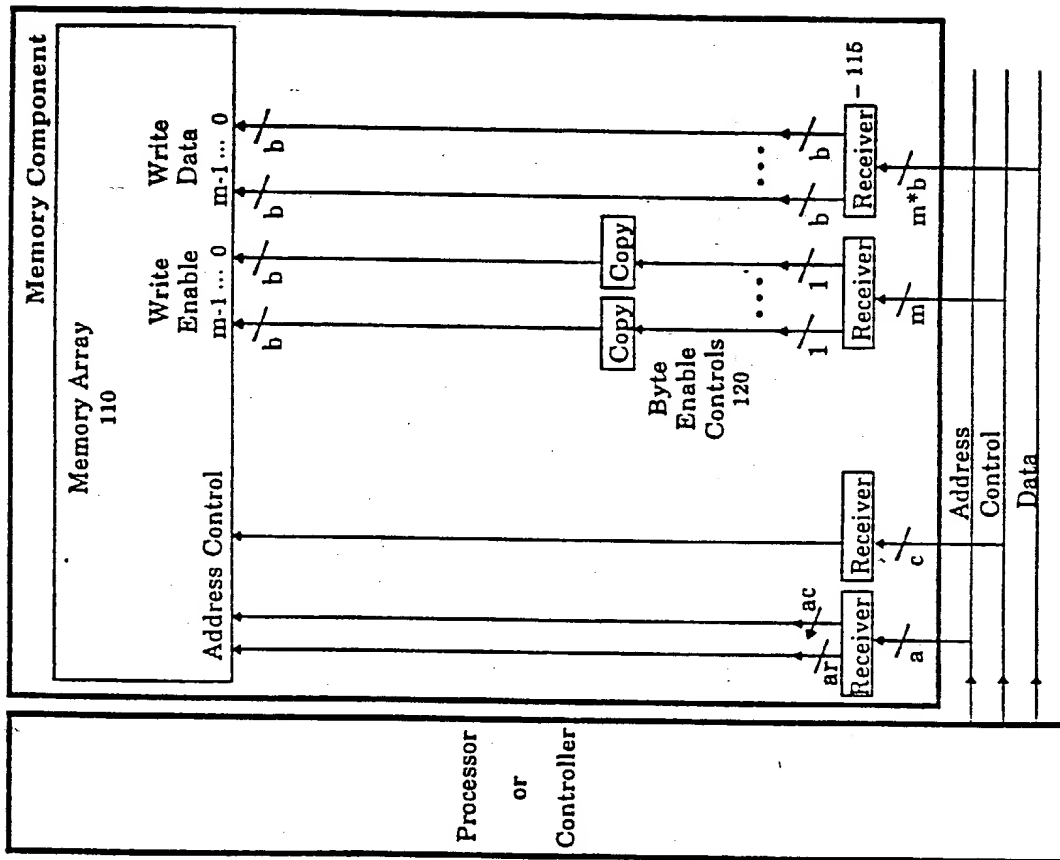 Memory Component
Memory Array
110
Address Control
Write
Enable
m-1 ... 0
Write
Data
m-1 ... 0
b
b
b
b
Copy
Copy
Byte
Enable
Controls
120
ar
ac
1
1
b
b
Receiver
Receiver
Receiver
Receiver
115
a
c
m
m*b
Address
Control
Data
Processor
or
Controller